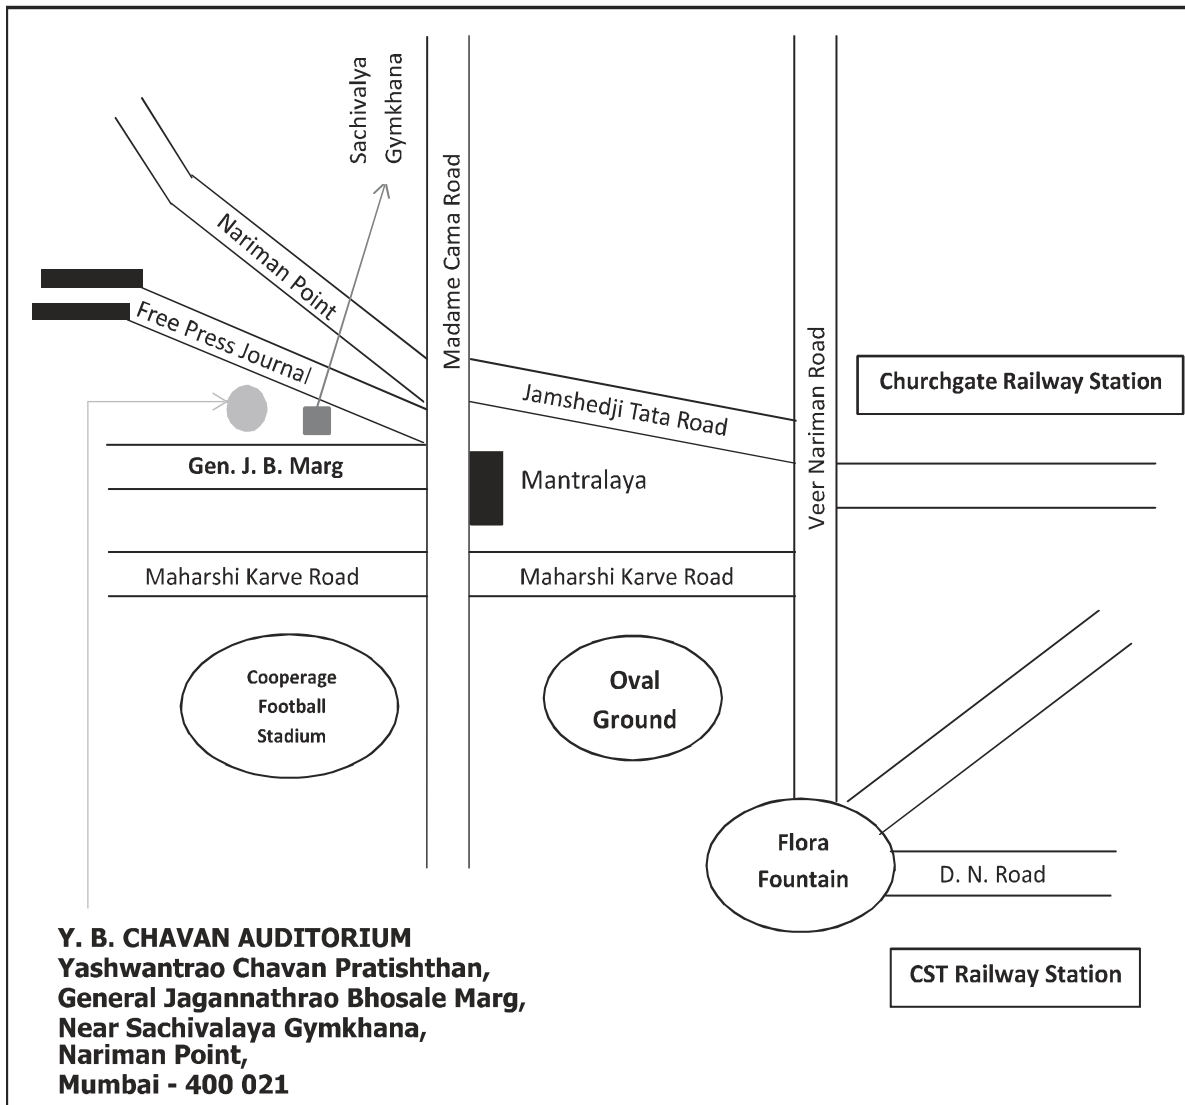 Sachivalya
Gymkhana
Madame Cama Road
Nariman Point
Free Press Journal
Jamshedji Tata Road
Veer Nariman Road
Churchgate Railway Station
Gen. J. B. Marg
Mantralaya
Maharshi Karve Road
Maharshi Karve Road
Cooperage
Football
Stadium
Oval
Ground
Flora
Fountain
D. N. Road
CST Railway Station
Y. B. CHAVAN AUDITORIUM
Yashwantrao Chavan Pratishthan,
General Jagannathrao Bhosale Marg,
Near Sachivalaya Gymkhana,
Nariman Point,
Mumbai - 400 021